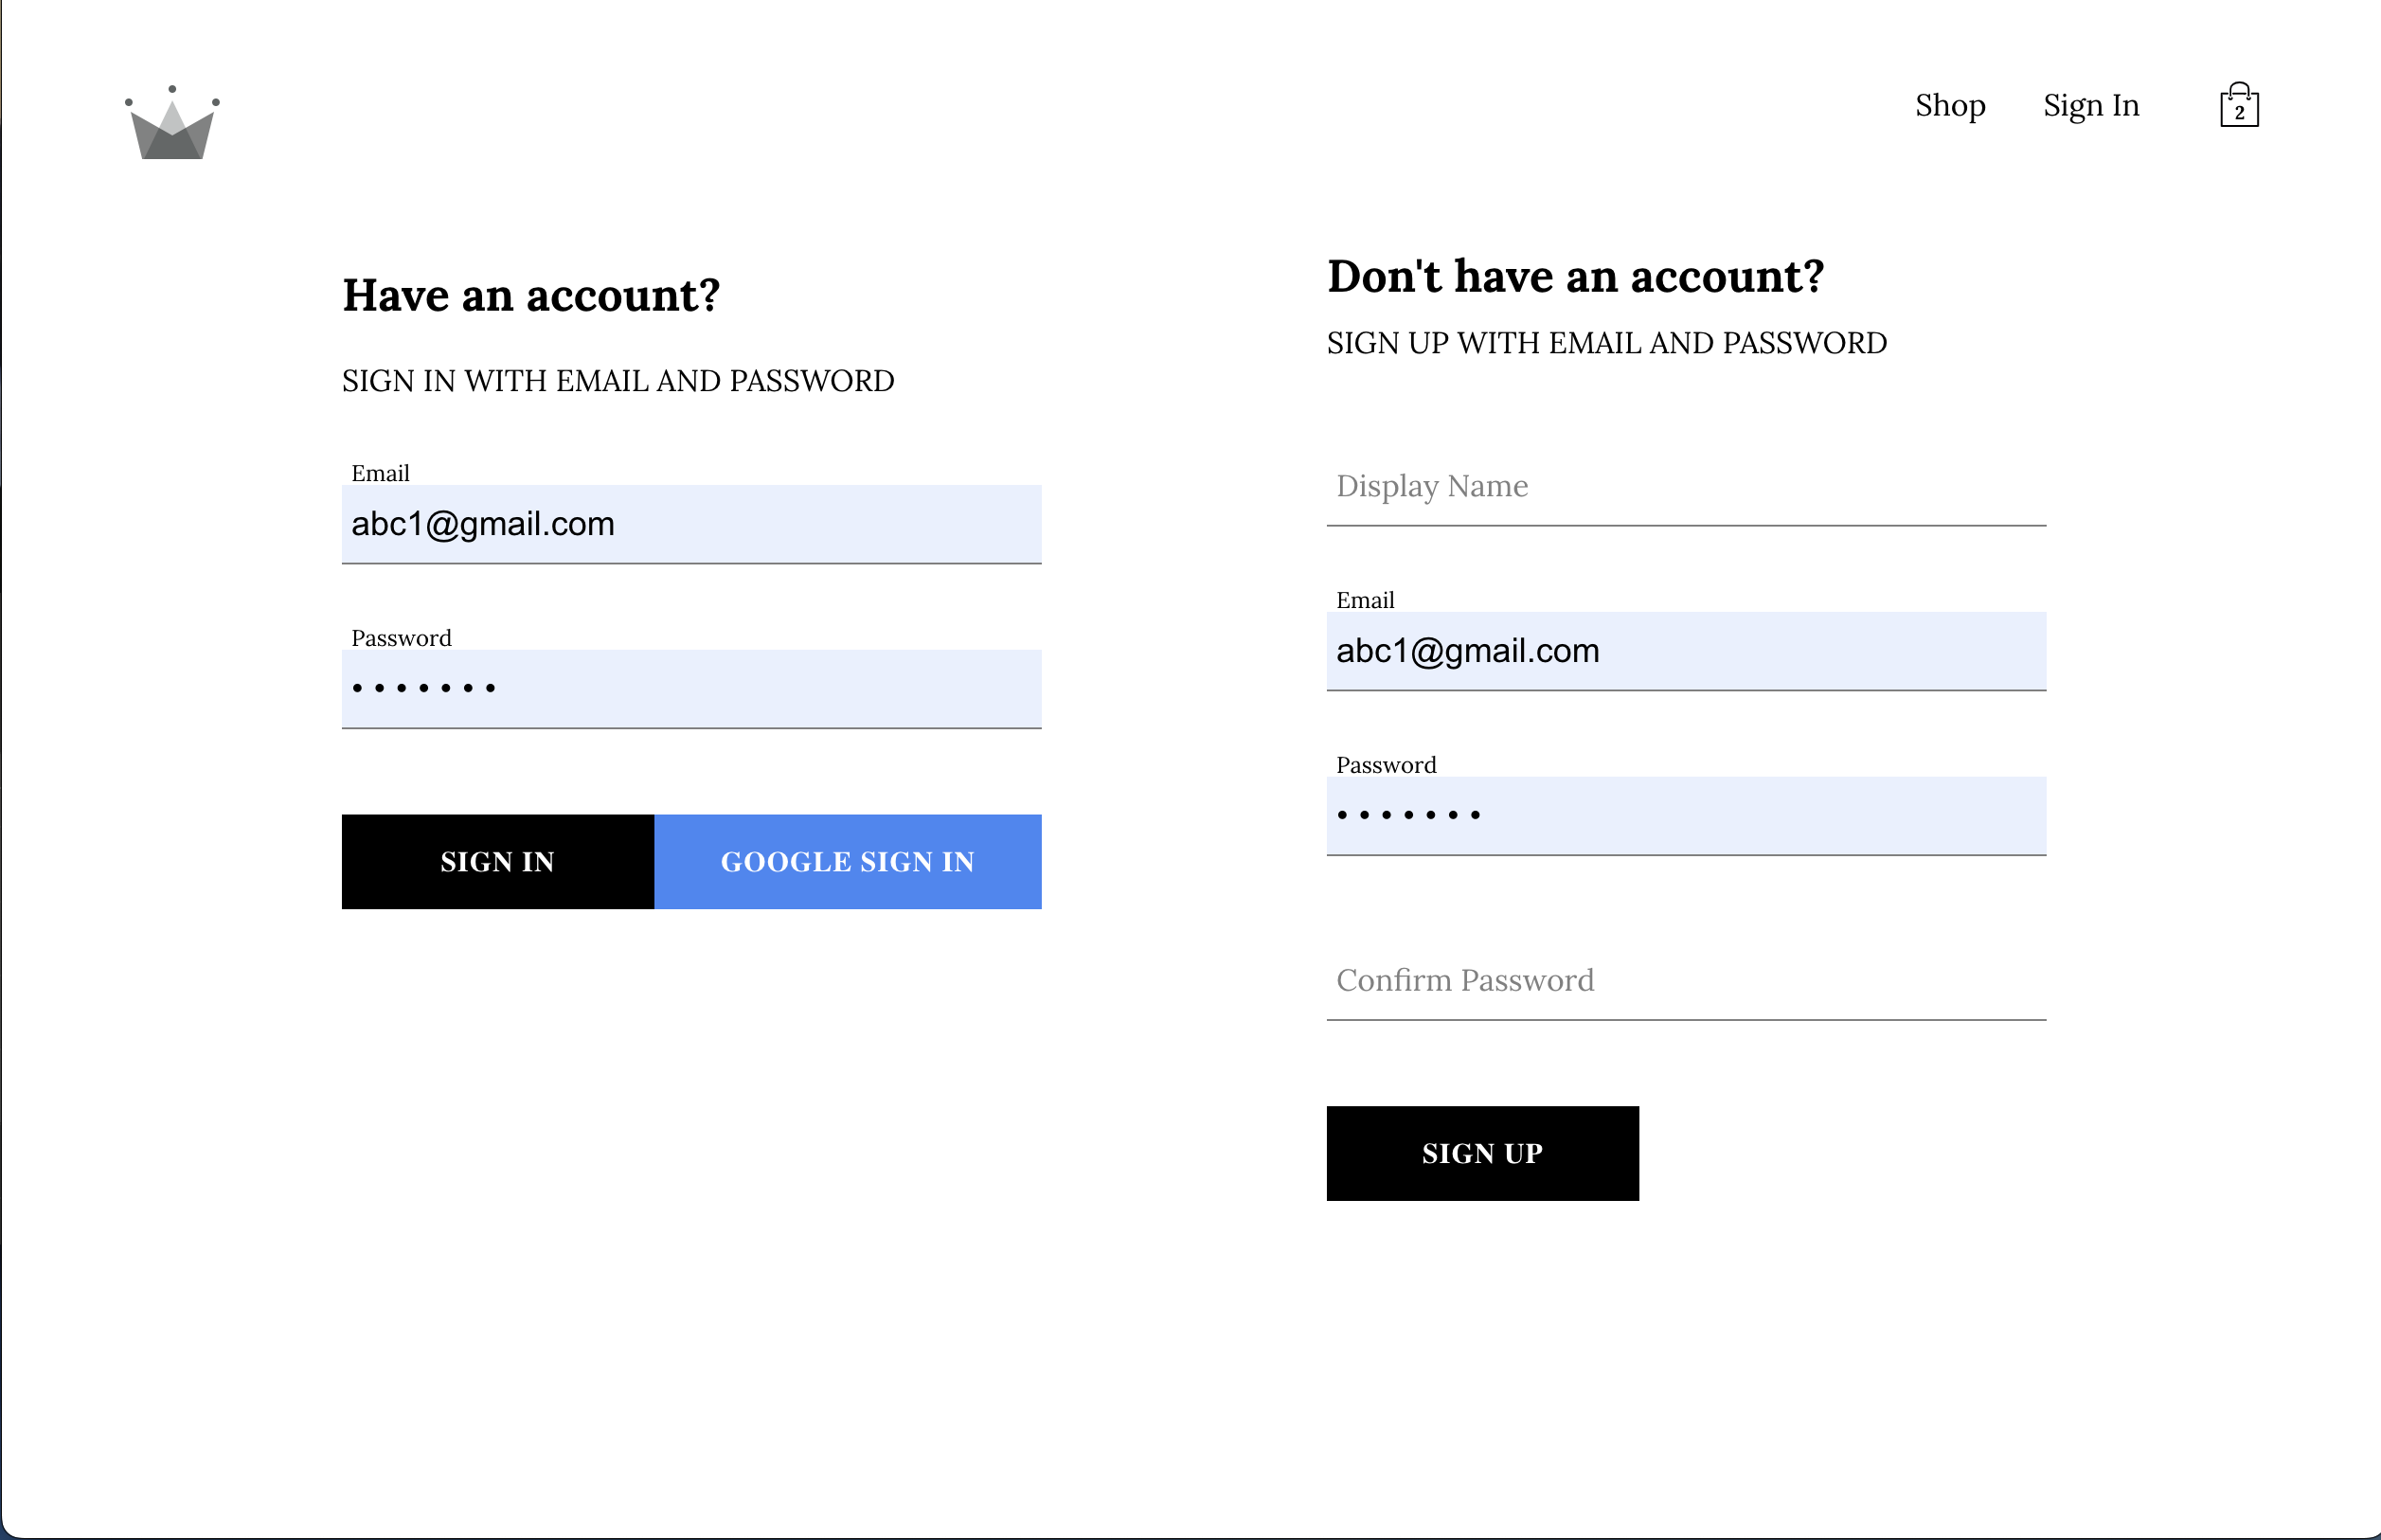 Shop
Sign In
2
Have an account?
SIGN IN WITH EMAIL AND PASSWORD
Email
abc1@gmail.com
Password
•••••••
SIGN IN
GOOGLE SIGN IN
Don't have an account?
SIGN UP WITH EMAIL AND PASSWORD
Display Name
Email
abc1@gmail.com
Password
•••••••
Confirm Password
SIGN UP